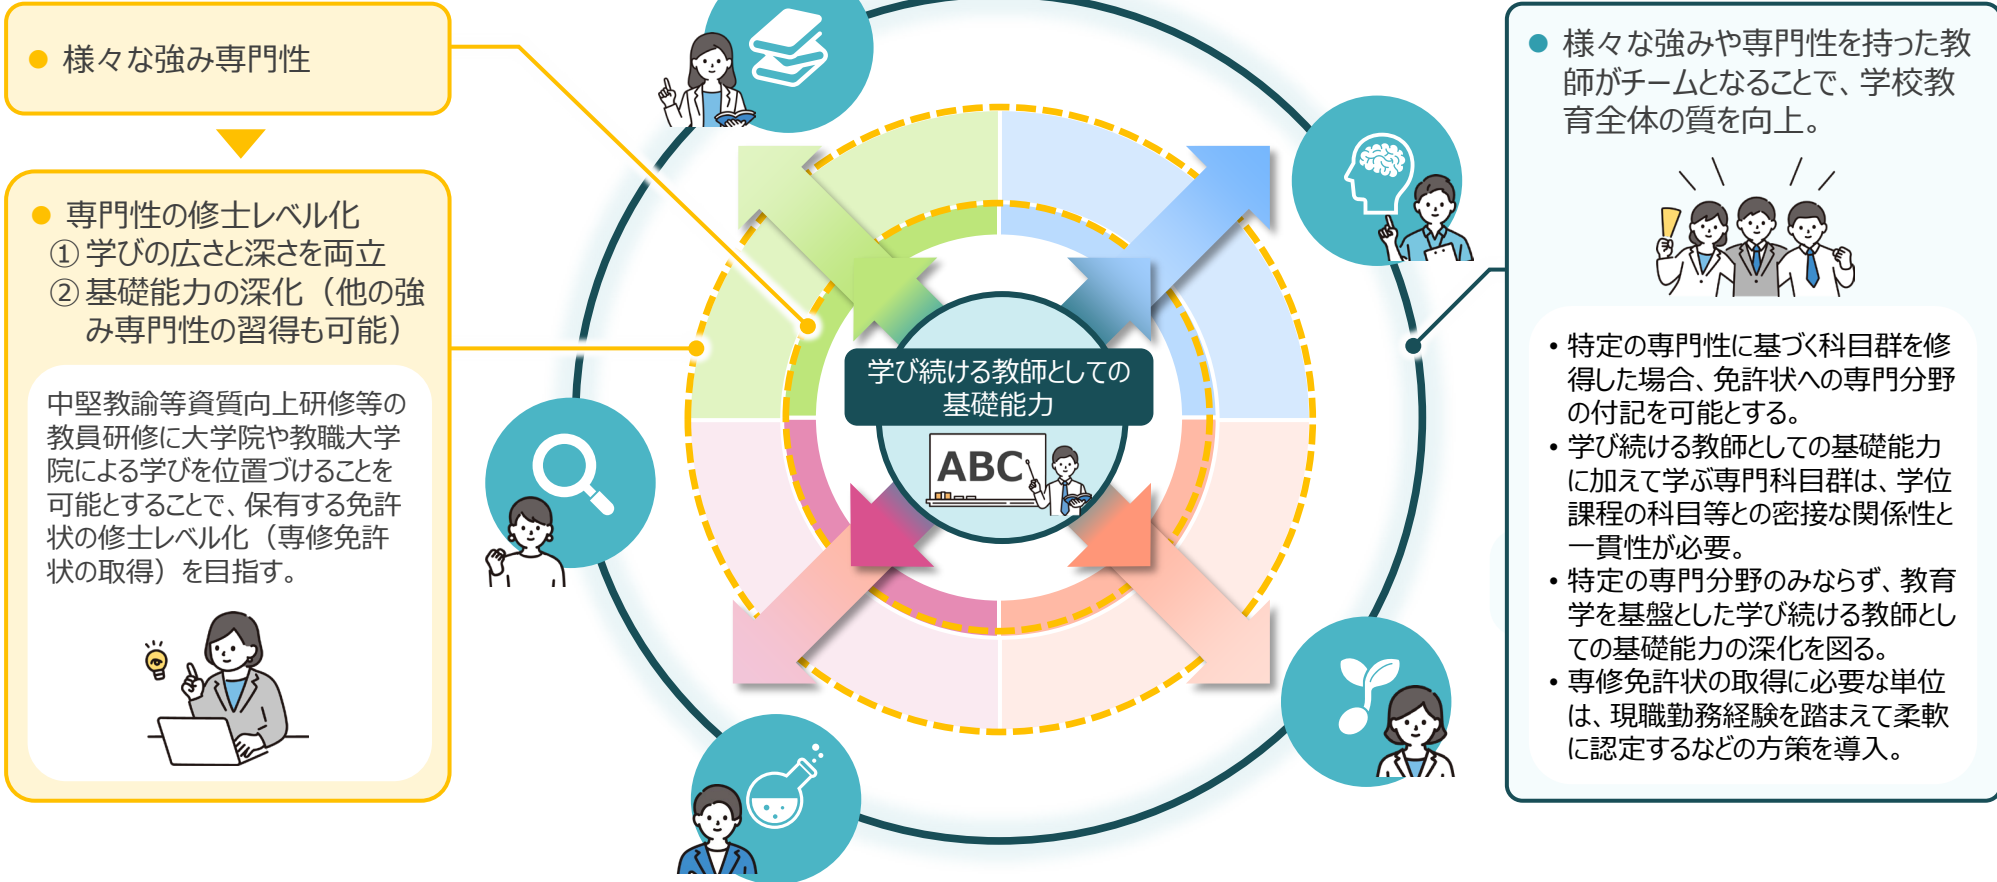 ● 様々な強み専門性
● 専門性の修士レベル化
① 学びの広さと深さを両立
② 基礎能力の深化（他の強
み専門性の習得も可能）
中堅教諭等資質向上研修等の
教員研修に大学院や教職大学
院による学びを位置づけることを
可能とすることで、保有する免許
状の修士レベル化（専修免許
状の取得）を目指す。
学び続ける教師としての
基礎能力
ABC
● 様々な強みや専門性を持った教
師がチームとなることで、学校教
育全体の質を向上。
• 特定の専門性に基づく科目群を修
得した場合、免許状への専門分野
の付記を可能とする。
• 学び続ける教師としての基礎能力
に加えて学ぶ専門科目群は、学位
課程の科目等との密接な関係性と
一貫性が必要。
• 特定の専門分野のみならず、教育
学を基盤とした学び続ける教師とし
ての基礎能力の深化を図る。
• 専修免許状の取得に必要な単位
は、現職勤務経験を踏まえて柔軟
に認定するなどの方策を導入。